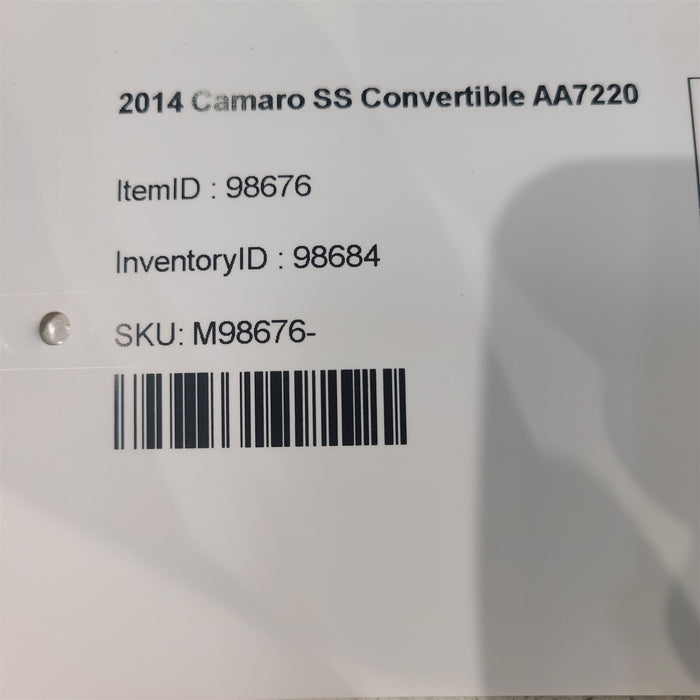 2014 Camaro SS Convertible AA7220
ItemID : 98676
InventoryID : 98684
SKU: M98676-